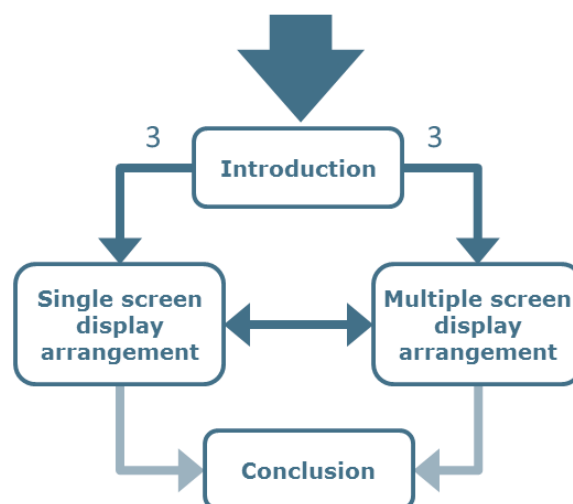 3
3
Introduction
Single screen
display
arrangement
Multiple screen
display
arrangement
Conclusion